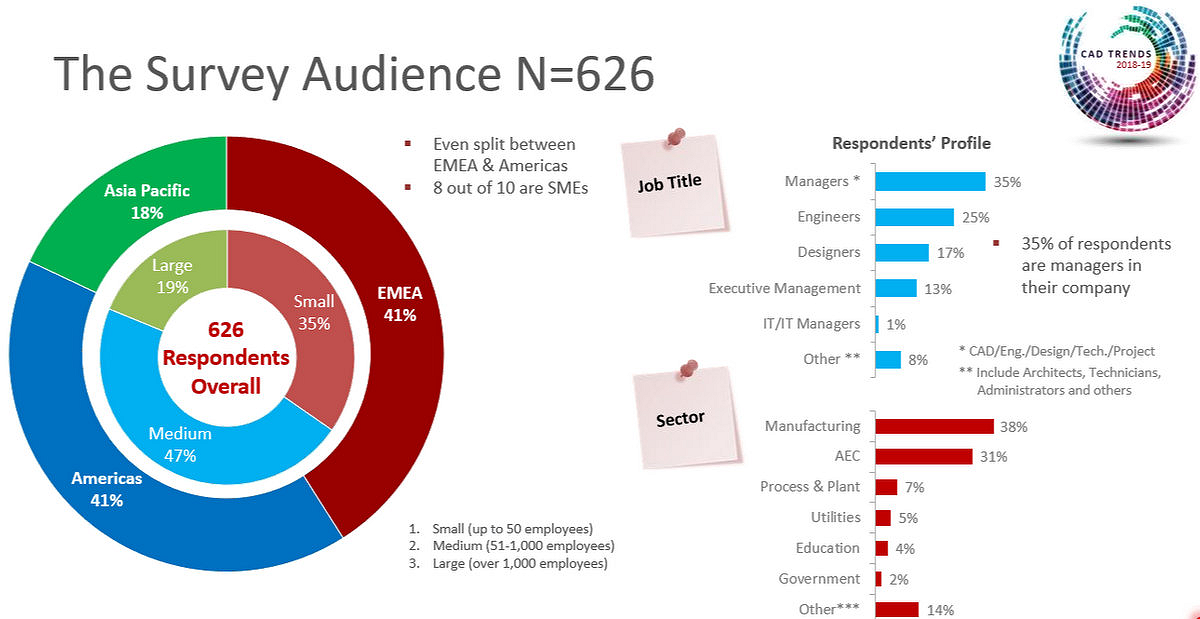 The Survey Audience N=626
CAD TRENDS
2018-19
Asia Pacific
18%
EMEA
41%
Americas
41%
Large
19%
Small
35%
Medium
47%
626
Respondents
Overall
▪ Even split between
EMEA & Americas
▪ 8 out of 10 are SMEs
1. Small (up to 50 employees)
2. Medium (51-1,000 employees)
3. Large (over 1,000 employees)
Job Title
Respondents’ Profile
Managers * 35%
Engineers 25%
Designers 17%
Executive Management 13%
IT/IT Managers 1%
Other ** 8%
▪ 35% of respondents
are managers in
their company
* CAD/Eng./Design/Tech./Project
** Include Architects, Technicians,
Administrators and others
Sector
Manufacturing 38%
AEC 31%
Process & Plant 7%
Utilities 5%
Education 4%
Government 2%
Other*** 14%